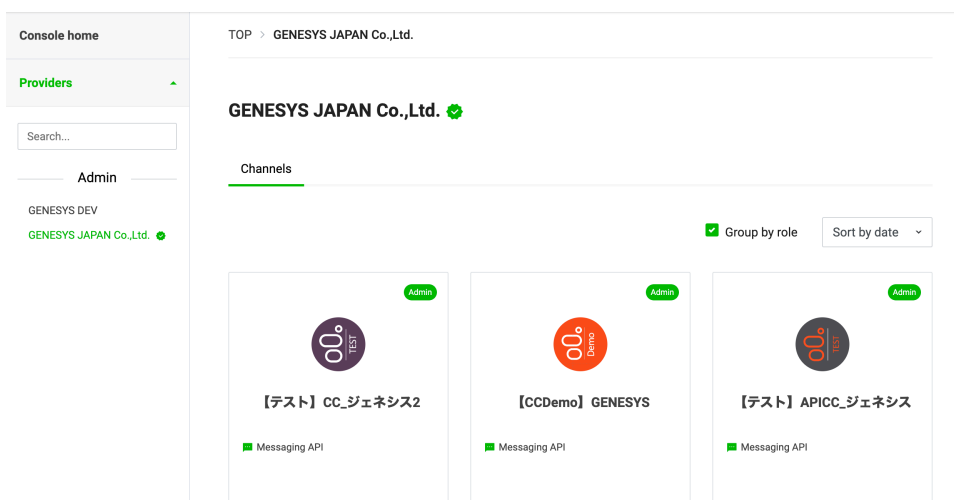 Console home
Providers
Search...
Admin
GENESYS DEV
GENESYS JAPAN Co.,Ltd.
TOP > GENESYS JAPAN Co.,Ltd.
GENESYS JAPAN Co.,Ltd.
Channels
Group by role
Sort by date
Admin
TEST
【テスト】CC_ジェネシス2
Messaging API
Admin
Demo
【CCDemo】GENESYS
Messaging API
Admin
TEST
【テスト】APICC_ジェネシス
Messaging API